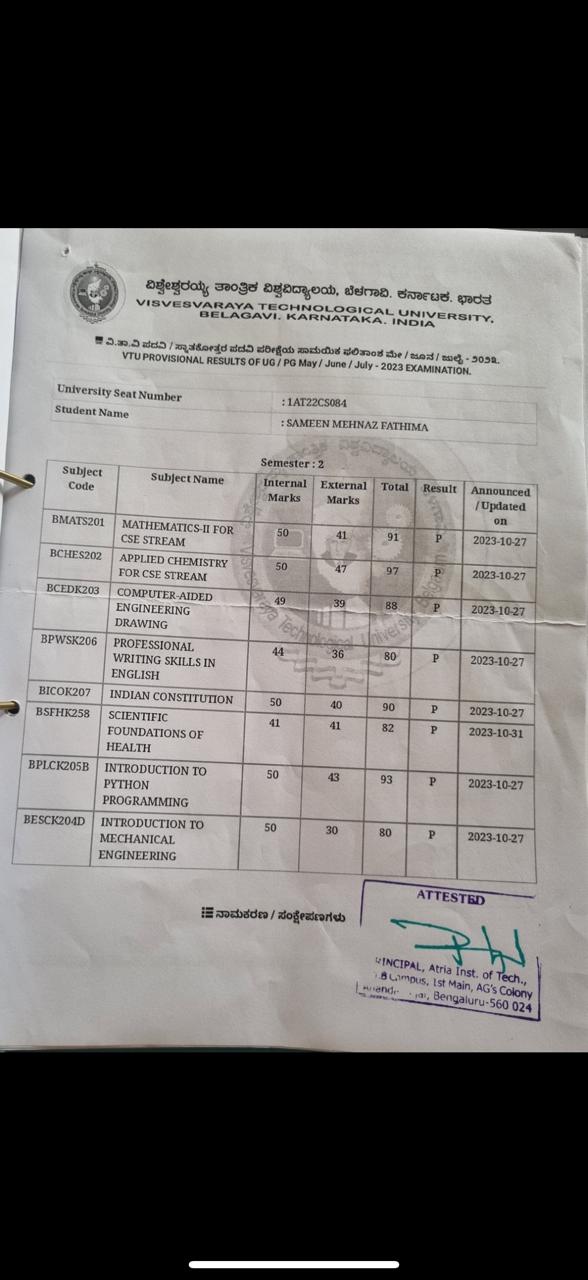 ವಿಶ್ವೇಶ್ವರಯ್ಯ ತಾಂತ್ರಿಕ ವಿಶ್ವವಿದ್ಯಾಲಯ, ಬೆಳಗಾವಿ. ಕರ್ನಾಟಕ. ಭಾರತ
VISVESVARAYA TECHNOLOGICAL UNIVERSITY,
BELAGAVI. KARNATAKA. INDIA
ವಿ.ತಾ.ವಿ ಪದವಿ / ಸ್ನಾತಕೋತ್ತರ ಪದವಿ ಪರೀಕ್ಷೆಯ ಸಾಮಯಿಕ ಫಲಿತಾಂಶ ಮೇ / ಜೂನ / ಜುಲೈ - ೨೦೨೩.
VTU PROVISIONAL RESULTS OF UG / PG May / June / July - 2023 EXAMINATION.
University Seat Number : 1AT22CS084
Student Name : SAMEEN MEHNAZ FATHIMA
Semester : 2
Subject Code Subject Name Internal Marks External Marks Total Result Announced / Updated on
BMATS201 MATHEMATICS-II FOR CSE STREAM 50 41 91 P 2023-10-27
BCHES202 APPLIED CHEMISTRY FOR CSE STREAM 50 47 97 P 2023-10-27
BCEDK203 COMPUTER-AIDED ENGINEERING DRAWING 49 39 88 P 2023-10-27
BPWSK206 PROFESSIONAL WRITING SKILLS IN ENGLISH 44 36 80 P 2023-10-27
BICOK207 INDIAN CONSTITUTION 50 40 90 P 2023-10-27
BSFHK258 SCIENTIFIC FOUNDATIONS OF HEALTH 41 41 82 P 2023-10-31
BPLCK205B INTRODUCTION TO PYTHON PROGRAMMING 50 43 93 P 2023-10-27
BESCK204D INTRODUCTION TO MECHANICAL ENGINEERING 50 30 80 P 2023-10-27
ನಾಮಕರಣ / ಸಂಕ್ಷೇಪಣಗಳು
ATTESTED
Atria Inst. of Tech.,
1st Main, AG's Colony
Bengaluru-560 024